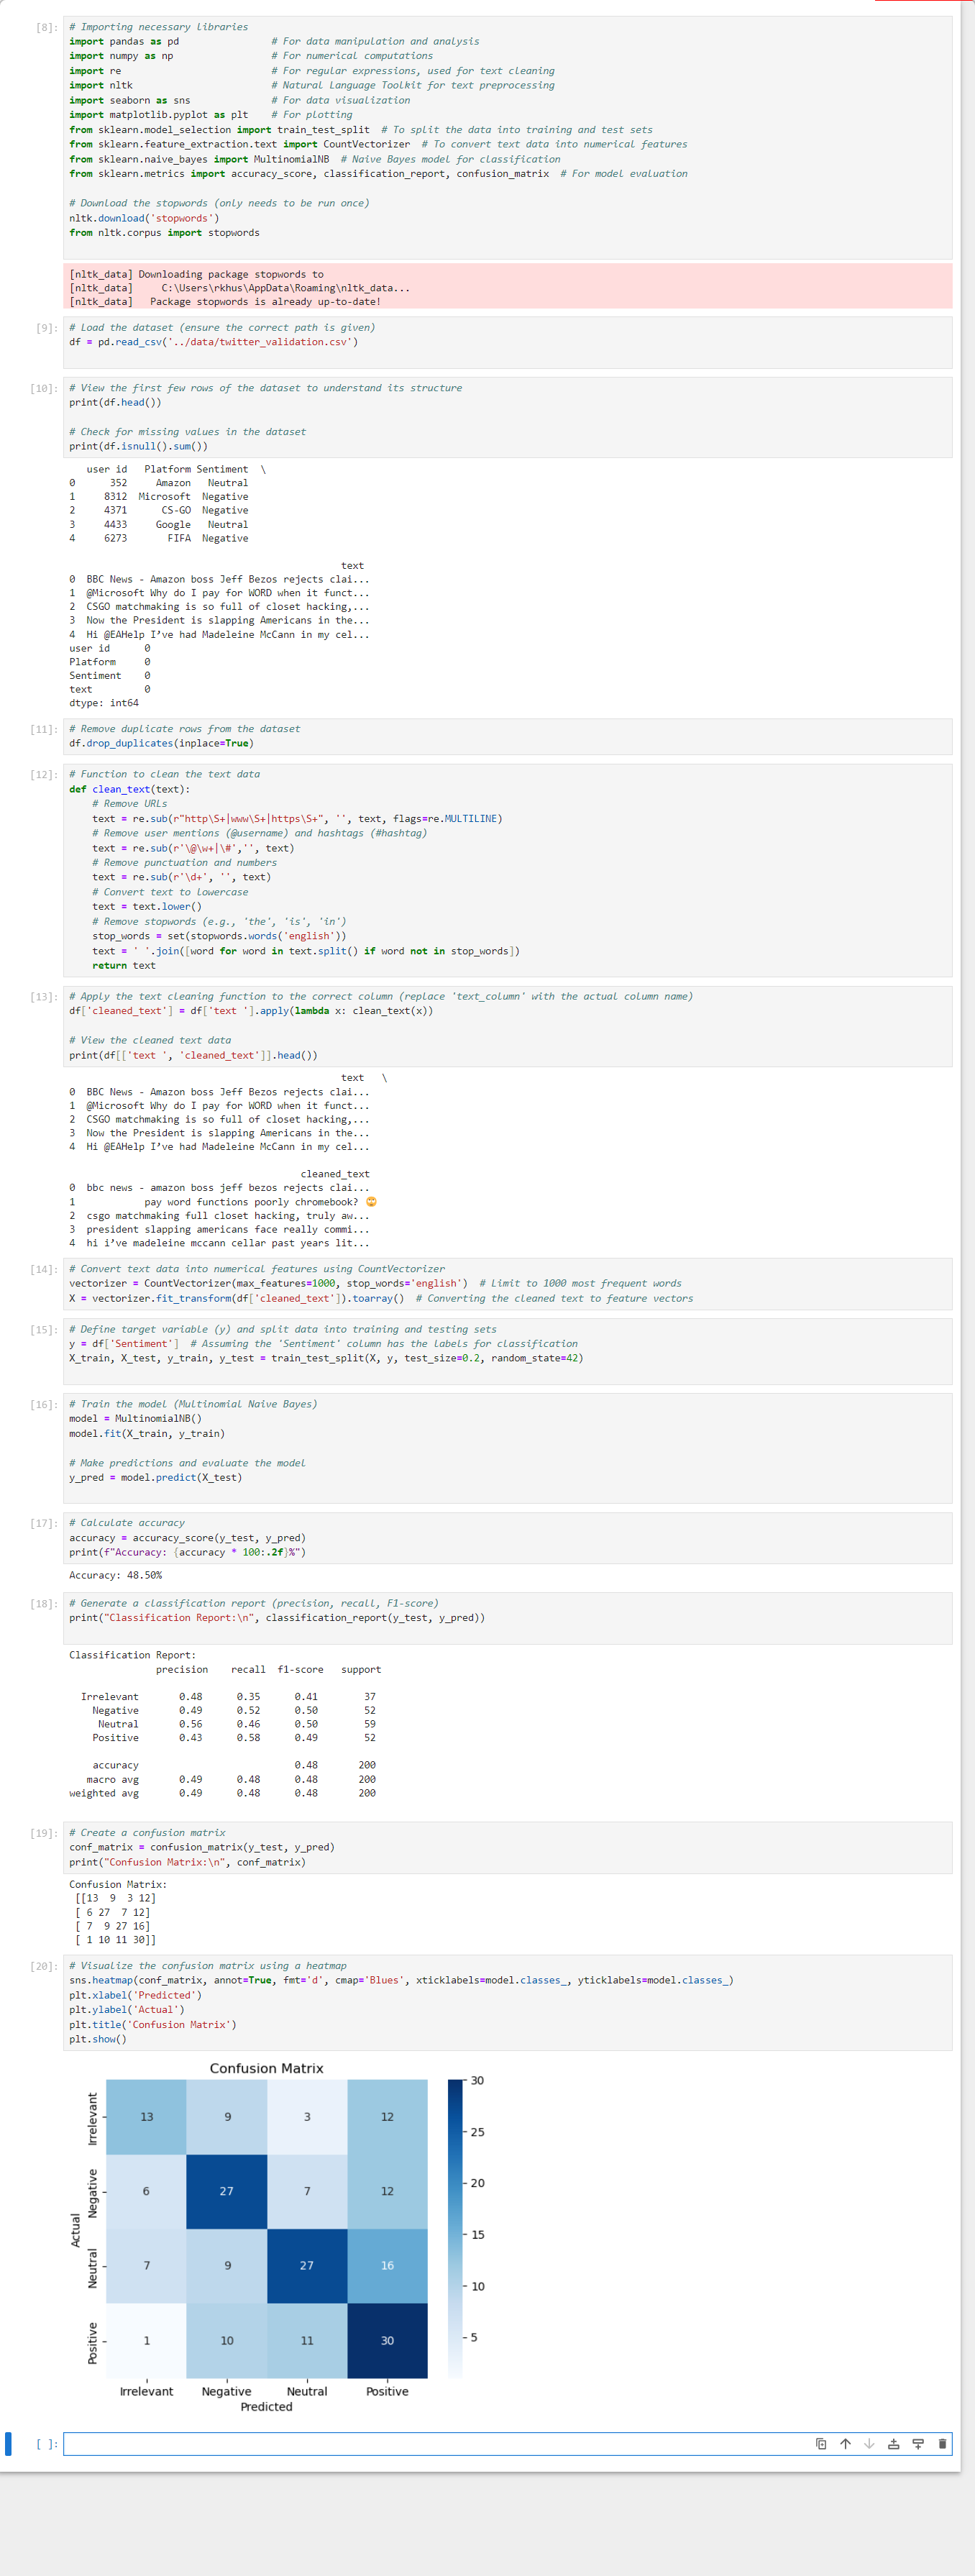 [8]: # Importing necessary libraries
import pandas as pd # For data manipulation and analysis
import numpy as np # For numerical computations
import re # For regular expressions, used for text cleaning
import nltk # Natural Language Toolkit for text preprocessing
import seaborn as sns # For data visualization
import matplotlib.pyplot as plt # For plotting
from sklearn.model_selection import train_test_split # To split the data into training and test sets
from sklearn.feature_extraction.text import CountVectorizer # To convert text data into numerical features
from sklearn.naive_bayes import MultinomialNB # Naive Bayes model for classification
from sklearn.metrics import accuracy_score, classification_report, confusion_matrix # For model evaluation
# Download the stopwords (only needs to be run once)
nltk.download('stopwords')
from nltk.corpus import stopwords
[nltk_data] Downloading package stopwords to
[nltk_data]     C:\Users\rkhus\AppData\Roaming\nltk_data...
[nltk_data]   Package stopwords is already up-to-date!
[9]: # Load the dataset (ensure the correct path is given)
df = pd.read_csv('../data/twitter_validation.csv')
[10]: # View the first few rows of the dataset to understand its structure
print(df.head())
# Check for missing values in the dataset
print(df.isnull().sum())
user id Platform Sentiment \
0 352 Amazon Neutral
1 8312 Microsoft Negative
2 4371 CS-GO Negative
3 4433 Google Neutral
4 6273 FIFA Negative
text
0 BBC News - Amazon boss Jeff Bezos rejects clai...
1 @Microsoft Why do I pay for WORD when it funct...
2 CSGO matchmaking is so full of closet hacking,...
3 Now the President is slapping Americans in the...
4 Hi @EAHelp I’ve had Madeleine McCann in my cel...
user id 0
Platform 0
Sentiment 0
text 0
dtype: int64
[11]: # Remove duplicate rows from the dataset
df.drop_duplicates(inplace=True)
[12]: # Function to clean the text data
def clean_text(text):
    # Remove URLs
    text = re.sub(r"http\S+|www\S+|https\S+", '', text, flags=re.MULTILINE)
    # Remove user mentions (@username) and hashtags (#hashtag)
    text = re.sub(r'\@\w+|\#','', text)
    # Remove punctuation and numbers
    text = re.sub(r'\d+', '', text)
    # Convert text to lowercase
    text = text.lower()
    # Remove stopwords (e.g., 'the', 'is', 'in')
    stop_words = set(stopwords.words('english'))
    text = ' '.join([word for word in text.split() if word not in stop_words])
    return text
[13]: # Apply the text cleaning function to the correct column (replace 'text_column' with the actual column name)
df['cleaned_text'] = df['text '].apply(lambda x: clean_text(x))
# View the cleaned text data
print(df[['text ', 'cleaned_text']].head())
text \
0 BBC News - Amazon boss Jeff Bezos rejects clai...
1 @Microsoft Why do I pay for WORD when it funct...
2 CSGO matchmaking is so full of closet hacking,...
3 Now the President is slapping Americans in the...
4 Hi @EAHelp I’ve had Madeleine McCann in my cel...
cleaned_text
0 bbc news - amazon boss jeff bezos rejects clai...
1 pay word functions poorly chromebook? 🙄
2 csgo matchmaking full closet hacking, truly aw...
3 president slapping americans face really commi...
4 hi i’ve madeleine mccann cellar past years lit...
[14]: # Convert text data into numerical features using CountVectorizer
vectorizer = CountVectorizer(max_features=1000, stop_words='english') # Limit to 1000 most frequent words
X = vectorizer.fit_transform(df['cleaned_text']).toarray() # Converting the cleaned text to feature vectors
[15]: # Define target variable (y) and split data into training and testing sets
y = df['Sentiment'] # Assuming the 'Sentiment' column has the labels for classification
X_train, X_test, y_train, y_test = train_test_split(X, y, test_size=0.2, random_state=42)
[16]: # Train the model (Multinomial Naive Bayes)
model = MultinomialNB()
model.fit(X_train, y_train)
# Make predictions and evaluate the model
y_pred = model.predict(X_test)
[17]: # Calculate accuracy
accuracy = accuracy_score(y_test, y_pred)
print(f"Accuracy: {accuracy * 100:.2f}%")
Accuracy: 48.50%
[18]: # Generate a classification report (precision, recall, F1-score)
print("Classification Report:\n", classification_report(y_test, y_pred))
Classification Report:
precision recall f1-score support
Irrelevant 0.48 0.35 0.41 37
Negative 0.49 0.52 0.50 52
Neutral 0.56 0.46 0.50 59
Positive 0.43 0.58 0.49 52
accuracy 0.48 200
macro avg 0.49 0.48 0.48 200
weighted avg 0.49 0.48 0.48 200
[19]: # Create a confusion matrix
conf_matrix = confusion_matrix(y_test, y_pred)
print("Confusion Matrix:\n", conf_matrix)
Confusion Matrix:
[[13 9 3 12]
[ 6 27 7 12]
[ 7 9 27 16]
[ 1 10 11 30]]
[20]: # Visualize the confusion matrix using a heatmap
sns.heatmap(conf_matrix, annot=True, fmt='d', cmap='Blues', xticklabels=model.classes_, yticklabels=model.classes_)
plt.xlabel('Predicted')
plt.ylabel('Actual')
plt.title('Confusion Matrix')
plt.show()
Confusion Matrix
Irrelevant 13 9 3 12
Negative 6 27 7 12
Neutral 7 9 27 16
Positive 1 10 11 30
Actual
Irrelevant Negative Neutral Positive
Predicted
30
25
20
15
10
5
[ ]: